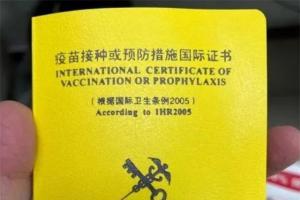 疫苗接种或预防措施国际证书
INTERNATIONAL CERTIFICATE OF
VACCINATION OR PROPHYLAXIS
（根据国际卫生条例2005）
According to IHR2005